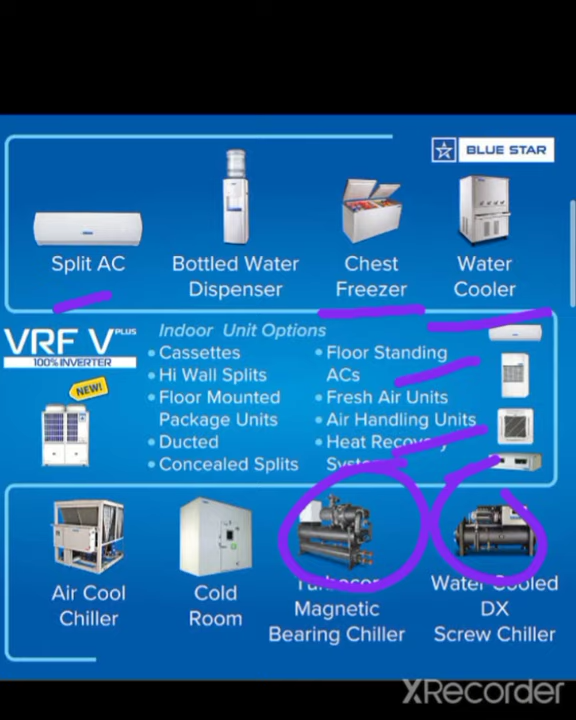 BLUE STAR
Split AC
Bottled Water
Dispenser
Chest
Freezer
Water
Cooler
VRF V PLUS
100% INVERTER
NEW!
Indoor Unit Options
• Cassettes
• Hi Wall Splits
• Floor Mounted
Package Units
• Ducted
• Concealed Splits
• Floor Standing
ACs
• Fresh Air Units
• Air Handling Units
• Heat Recovery
Air Cool
Chiller
Cold
Room
Turbocor
Magnetic
Bearing Chiller
Water Cooled
DX
Screw Chiller
XRecorder